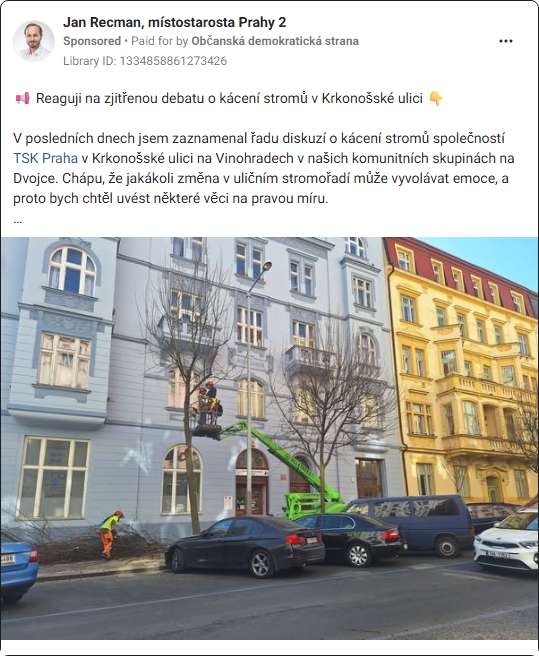 Jan Recman, místostarosta Prahy 2
Sponsored • Paid for by Občanská demokratická strana
Library ID: 1334858861273426
📢 Reaguji na zjitřenou debatu o kácení stromů v Krkonošské ulici 👇
V posledních dnech jsem zaznamenal řadu diskuzí o kácení stromů společností
TSK Praha v Krkonošské ulici na Vinohradech v našich komunitních skupinách na
Dvojce. Chápu, že jakákoli změna v uličním stromořadí může vyvolávat emoce, a
proto bych chtěl uvést některé věci na pravou míru.
...